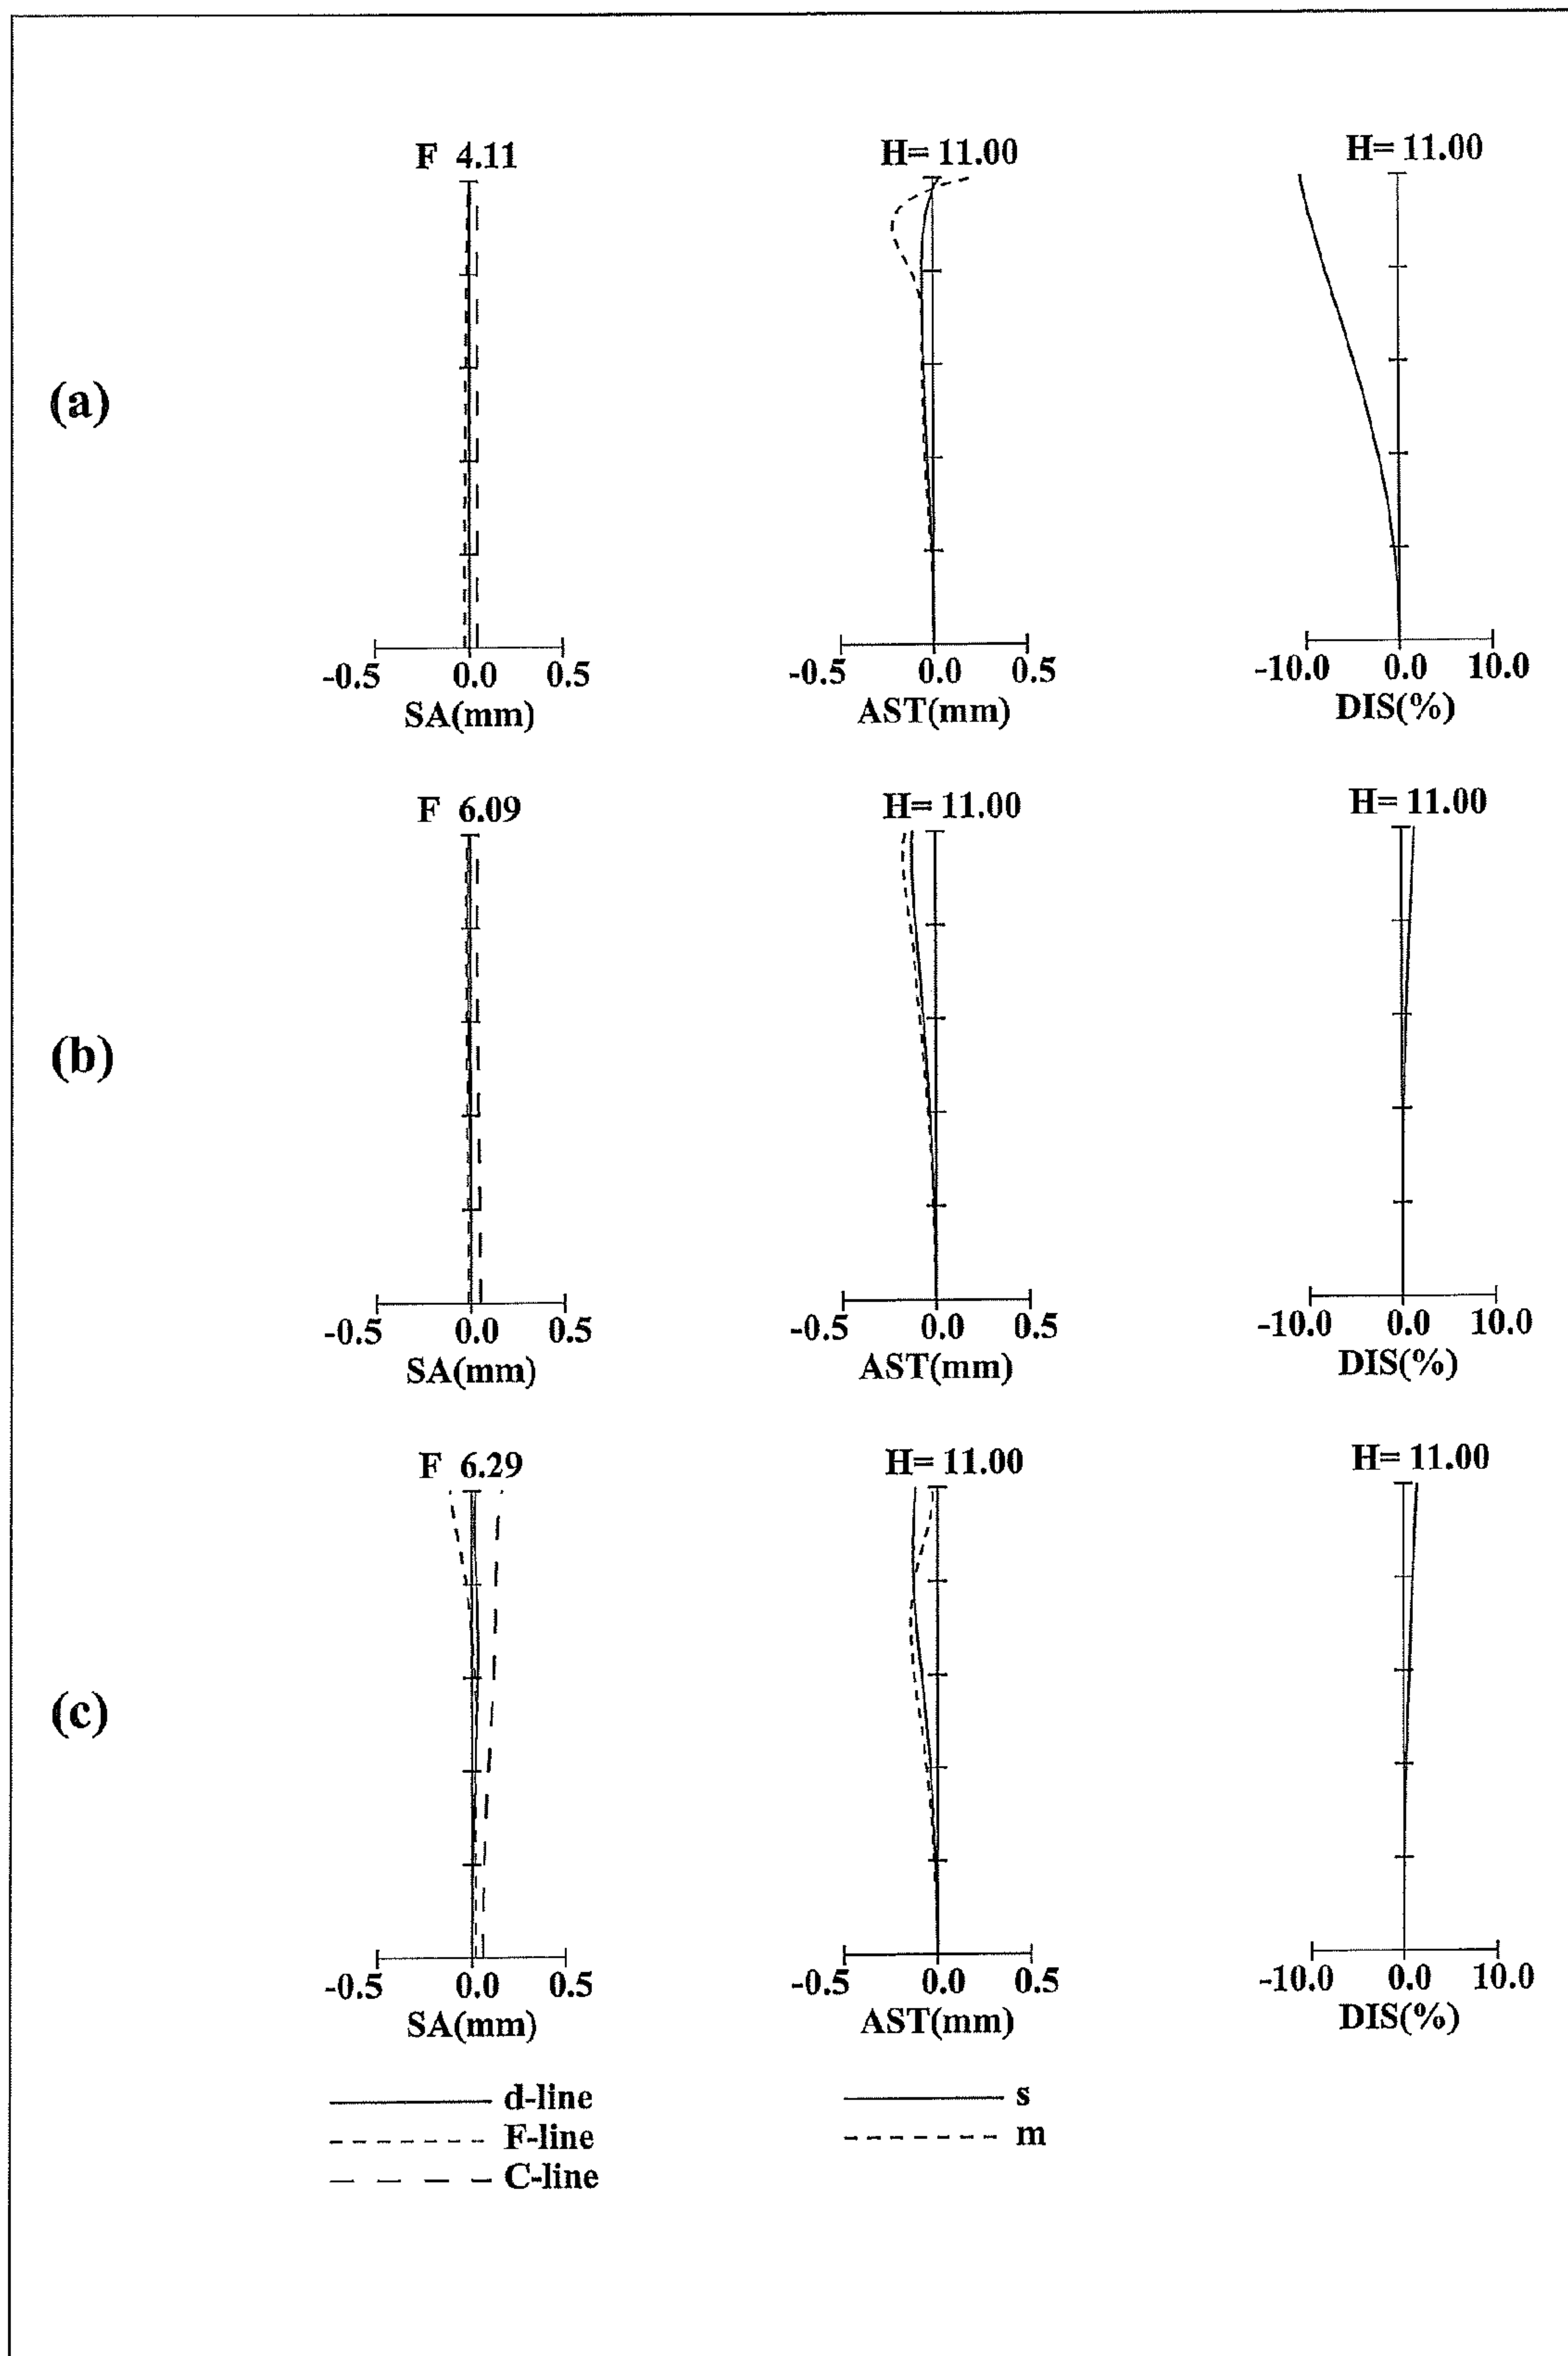 (a)
F 4.11
H= 11.00
H= 11.00
-0.5 0.0 0.5
SA(mm)
-0.5 0.0 0.5
AST(mm)
-10.0 0.0 10.0
DIS(%)
(b)
F 6.09
H= 11.00
H= 11.00
-0.5 0.0 0.5
SA(mm)
-0.5 0.0 0.5
AST(mm)
-10.0 0.0 10.0
DIS(%)
(c)
F 6.29
H= 11.00
H= 11.00
-0.5 0.0 0.5
SA(mm)
-0.5 0.0 0.5
AST(mm)
-10.0 0.0 10.0
DIS(%)
d-line
F-line
C-line
s
m